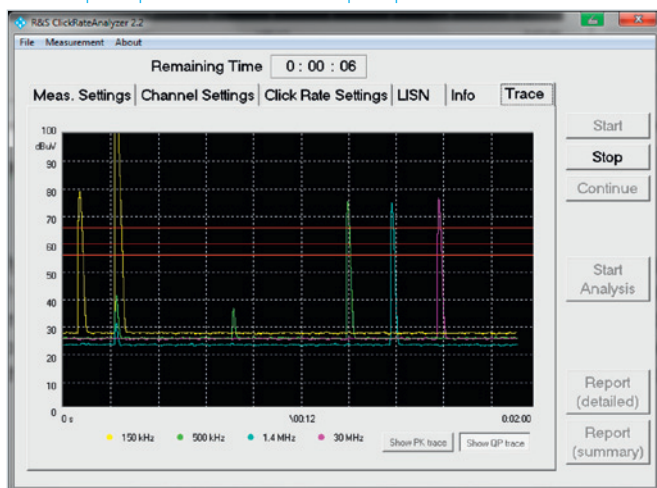 R&S ClickRateAnalyzer 2.2
File Measurement About
Remaining Time 0 : 00 : 06
Meas. Settings Channel Settings Click Rate Settings LISN Info Trace
Start
Stop
Continue
Start
Analysis
Report
(detailed)
Report
(summary)
100
dBuV
90
80
70
60
50
40
30
20
10
0
0 s \00:12 0:02:00
150 kHz 500 kHz 1.4 MHz 30 MHz Show PK trace Show QP trace